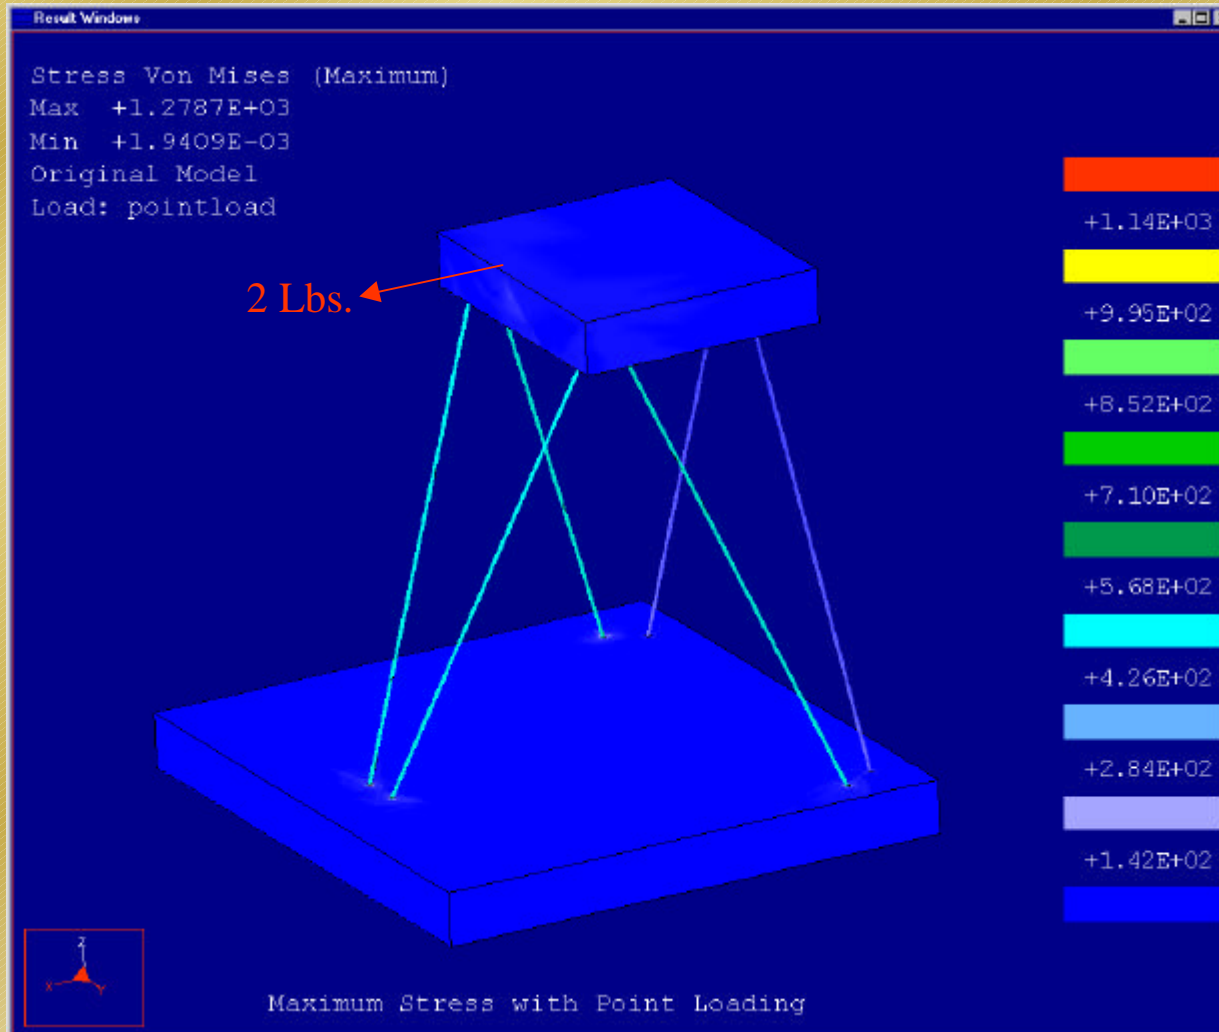 Result Windows
Stress Von Mises (Maximum)
Max +1.2787E+03
Min +1.9409E-03
Original Model
Load: pointload
+1.14E+03
2 Lbs.
+9.95E+02
+8.52E+02
+7.10E+02
+5.68E+02
+4.26E+02
+2.84E+02
+1.42E+02
Z
X Y
Maximum Stress with Point Loading